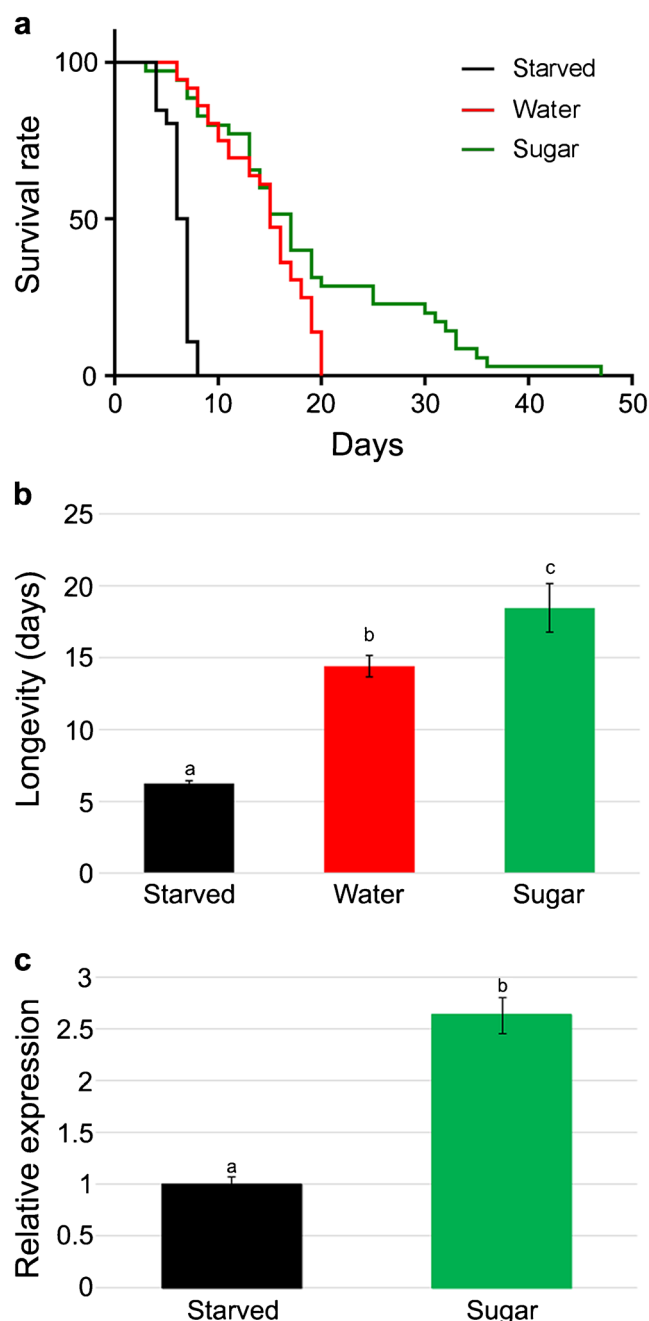 a
100
50
0
Survival rate
Starved
Water
Sugar
0 10 20 30 40 50
Days
b
25
20
15
10
5
0
Longevity (days)
a
b
c
Starved Water Sugar
c
3
2.5
2
1.5
1
0.5
0
Relative expression
a
b
Starved Sugar